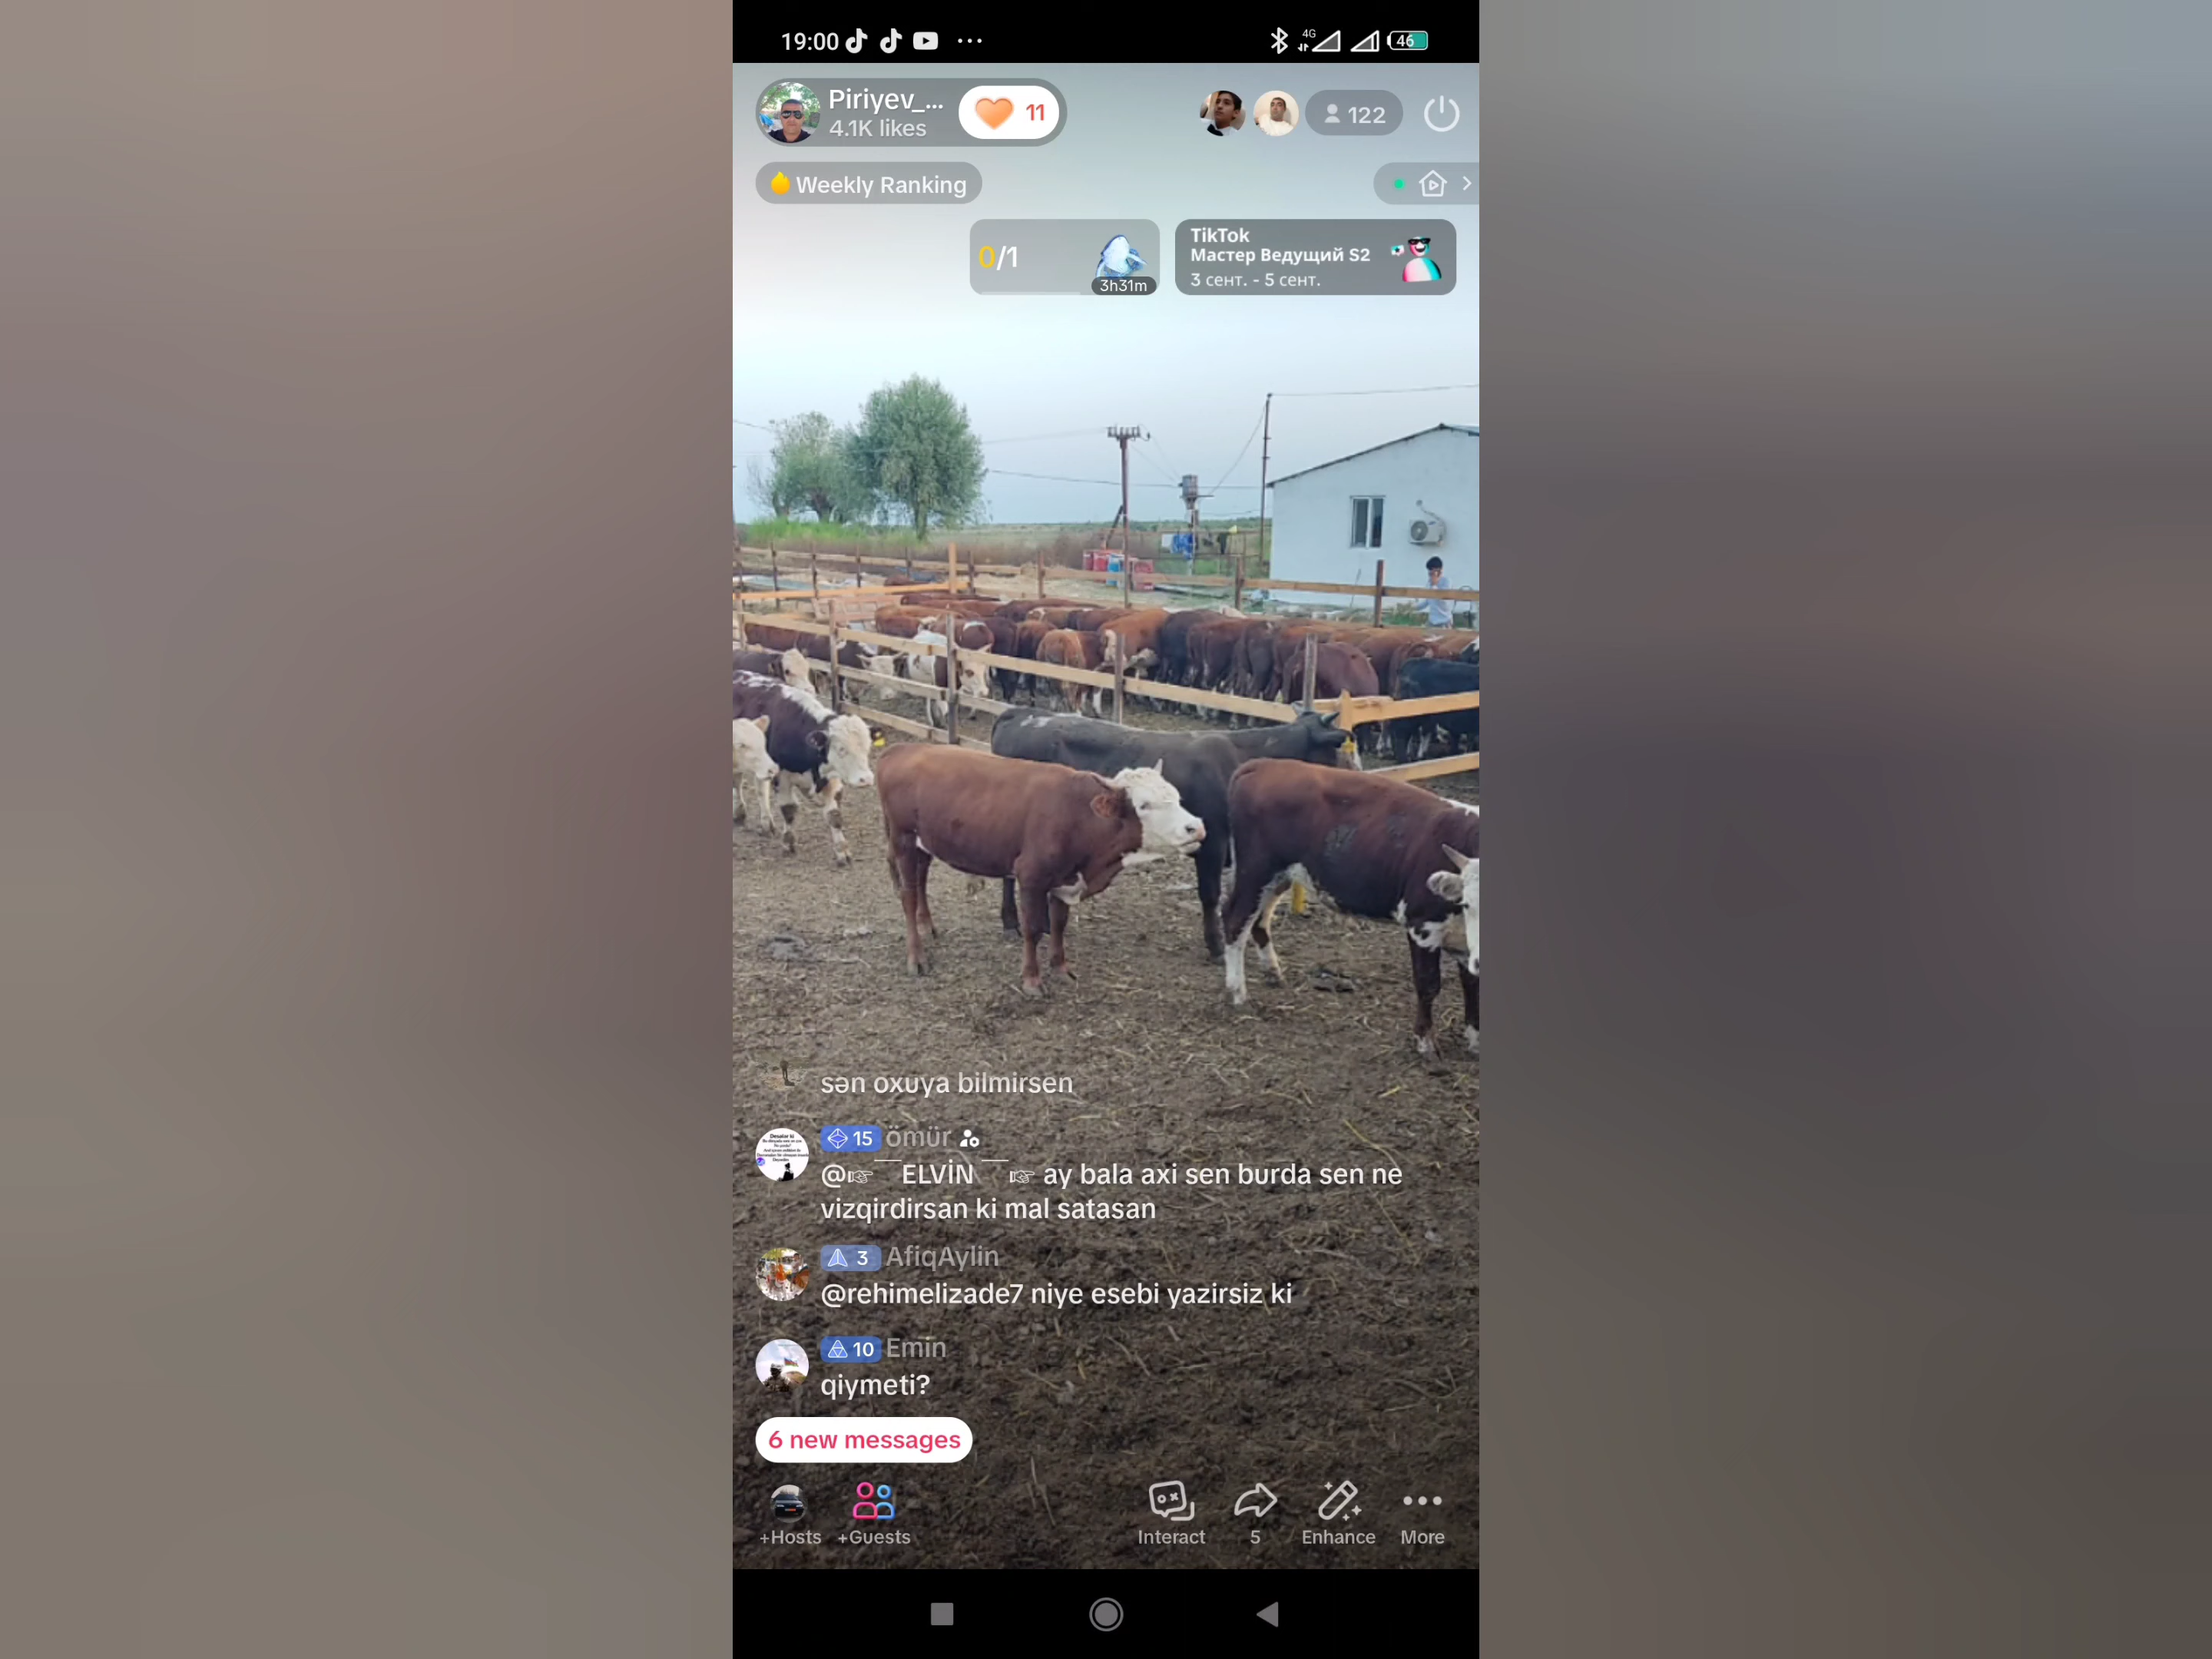 19:00
4G
46
Piriyev_...
4.1K likes
11
122
Weekly Ranking
0/1
3h31m
TikTok
Мастер Ведущий S2
3 сент. - 5 сент.
sən oxuya bilmirsen
15 ömür
@☞ ELVİN ☞ ay bala axi sen burda sen ne
vizqirdirsan ki mal satasan
3 AfiqAylin
@rehimelizade7 niye esebi yazirsiz ki
10 Emin
qiymeti?
6 new messages
+Hosts
+Guests
Interact
5
Enhance
More